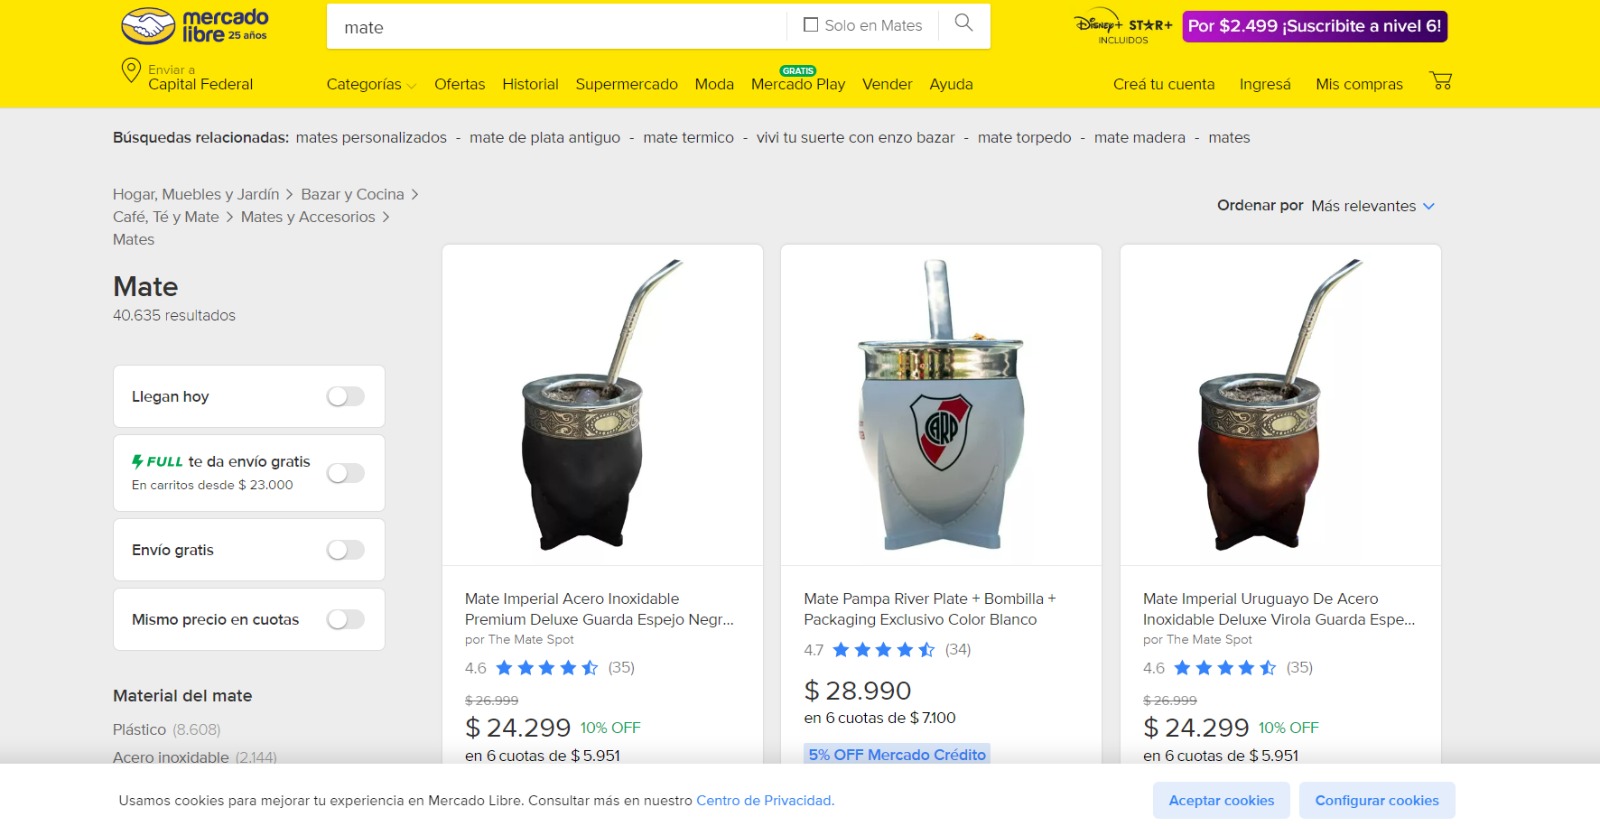 mercado
libre 25 años
mate
Solo en Mates
Disney+ STAR+
INCLUIDOS
Por $2.499 ¡Suscribite a nivel 6!
Enviar a
Capital Federal
Categorías
Ofertas
Historial
Supermercado
Moda
GRATIS
Mercado Play
Vender
Ayuda
Creá tu cuenta
Ingresá
Mis compras
Búsquedas relacionadas: mates personalizados - mate de plata antiguo - mate termico - vivi tu suerte con enzo bazar - mate torpedo - mate madera - mates
Hogar, Muebles y Jardín > Bazar y Cocina >
Café, Té y Mate > Mates y Accesorios >
Mates
Ordenar por Más relevantes
Mate
40.635 resultados
Llegan hoy
FULL te da envío gratis
En carritos desde $ 23.000
Envío gratis
Mismo precio en cuotas
Material del mate
Plástico (8.608)
Acero inoxidable (2.144)
Mate Imperial Acero Inoxidable
Premium Deluxe Guarda Espejo Negr...
por The Mate Spot
4.6 (35)
$ 26.999
$ 24.299 10% OFF
en 6 cuotas de $ 5.951
CARP
Mate Pampa River Plate + Bombilla +
Packaging Exclusivo Color Blanco
4.7 (34)
$ 28.990
en 6 cuotas de $ 7.100
5% OFF Mercado Crédito
Mate Imperial Uruguayo De Acero
Inoxidable Deluxe Virola Guarda Espe...
por The Mate Spot
4.6 (35)
$ 26.999
$ 24.299 10% OFF
en 6 cuotas de $ 5.951
Usamos cookies para mejorar tu experiencia en Mercado Libre. Consultar más en nuestro Centro de Privacidad.
Aceptar cookies
Configurar cookies